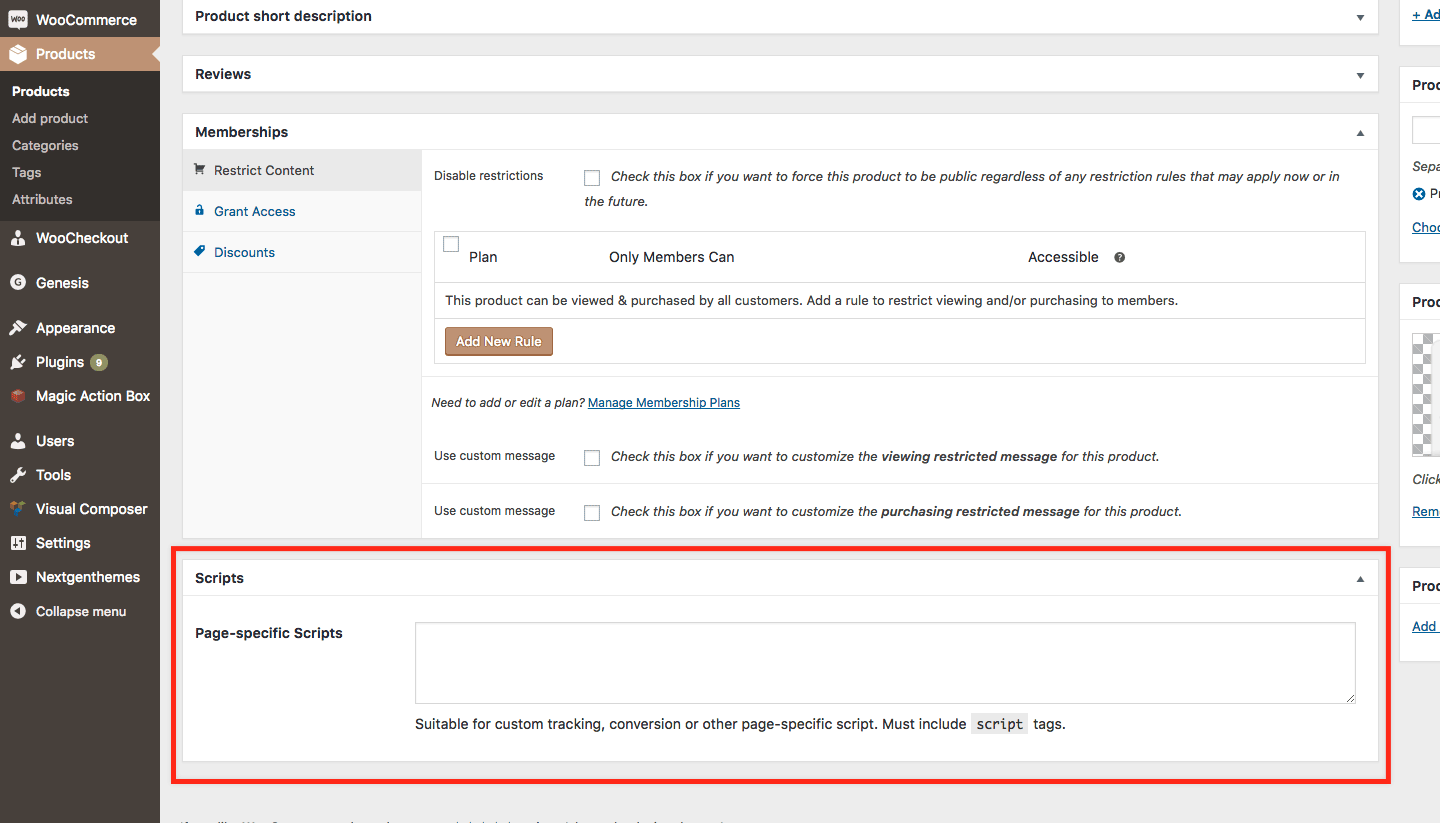 WOO WooCommerce
Products
Products
Add product
Categories
Tags
Attributes
WooCheckout
G Genesis
Appearance
Plugins 9
Magic Action Box
Users
Tools
Visual Composer
Settings
Nextgenthemes
Collapse menu
Product short description
Reviews
Memberships
Restrict Content
Grant Access
Discounts
Disable restrictions
Check this box if you want to force this product to be public regardless of any restriction rules that may apply now or in
the future.
Plan Only Members Can Accessible ?
This product can be viewed & purchased by all customers. Add a rule to restrict viewing and/or purchasing to members.
Add New Rule
Need to add or edit a plan? Manage Membership Plans
Use custom message Check this box if you want to customize the viewing restricted message for this product.
Use custom message Check this box if you want to customize the purchasing restricted message for this product.
Scripts
Page-specific Scripts
Suitable for custom tracking, conversion or other page-specific script. Must include script tags.
+ Ad
Proc
Sepa
Pr
Choo
Proc
Click
Rem
Proc
Add